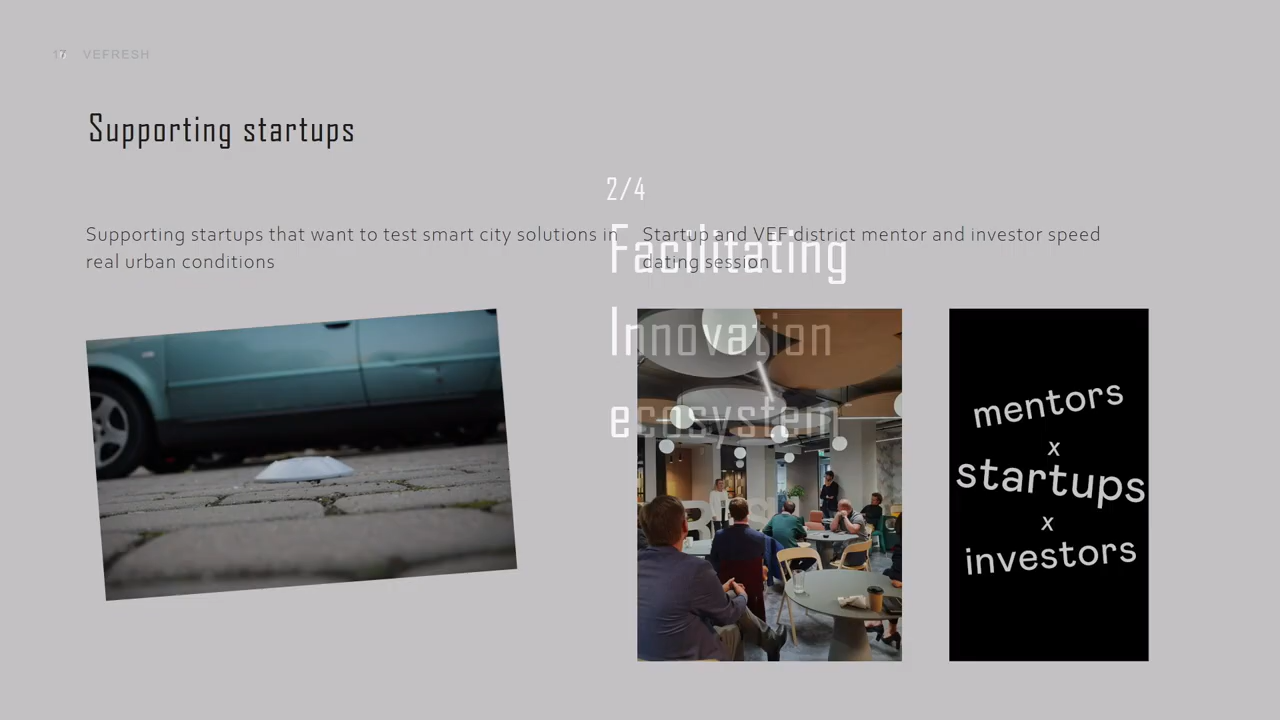 17 VEFRESH
Supporting startups
2/4
Facilitating
Innovation
ecosystem
Supporting startups that want to test smart city solutions in
real urban conditions
Startup and VEF district mentor and investor speed
dating session
mentors
x
startups
x
investors